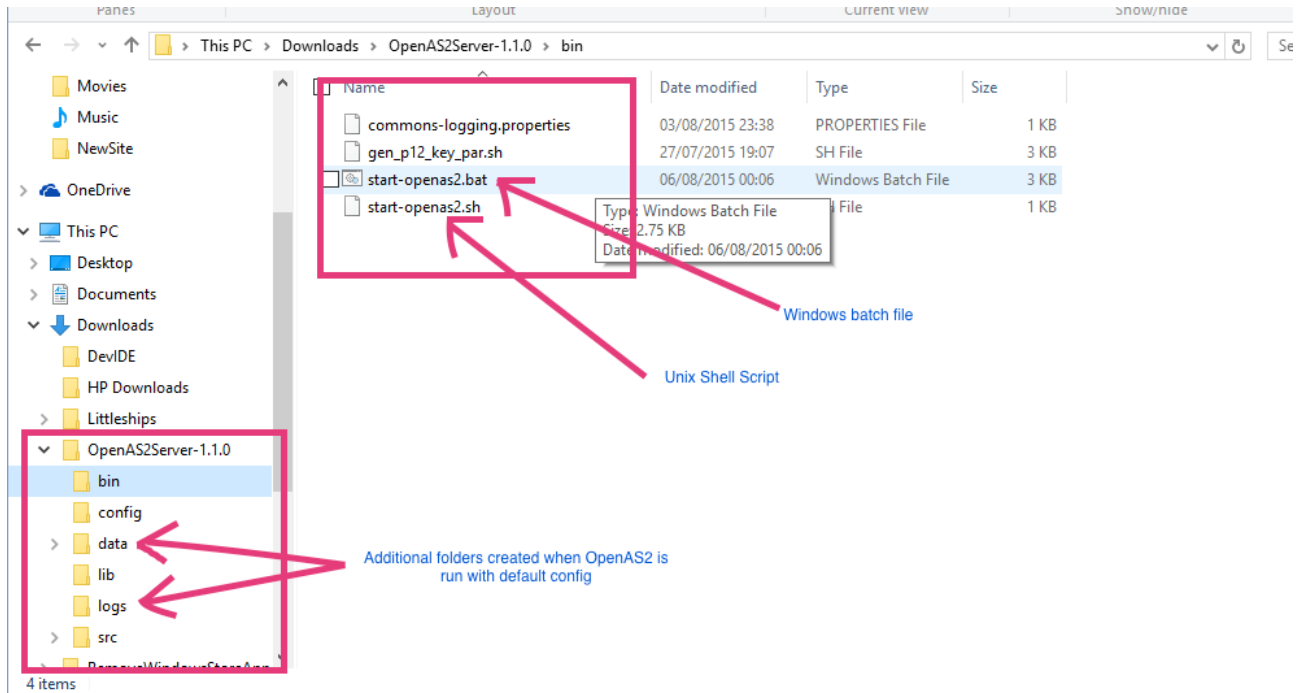 Panes Layout Current view Show/hide
This PC > Downloads > OpenAS2Server-1.1.0 > bin Se
Movies
Music
NewSite
OneDrive
This PC
Desktop
Documents
Downloads
DevIDE
HP Downloads
Littleships
OpenAS2Server-1.1.0
bin
config
data
lib
logs
src
RemoveWindowsStoreApp
4 items
Name Date modified Type Size
commons-logging.properties 03/08/2015 23:38 PROPERTIES File 1 KB
gen_p12_key_par.sh 27/07/2015 19:07 SH File 3 KB
start-openas2.bat 06/08/2015 00:06 Windows Batch File 3 KB
start-openas2.sh File 1 KB
Type: Windows Batch File
Size: 2.75 KB
Date modified: 06/08/2015 00:06
Windows batch file
Unix Shell Script
Additional folders created when OpenAS2 is
run with default config